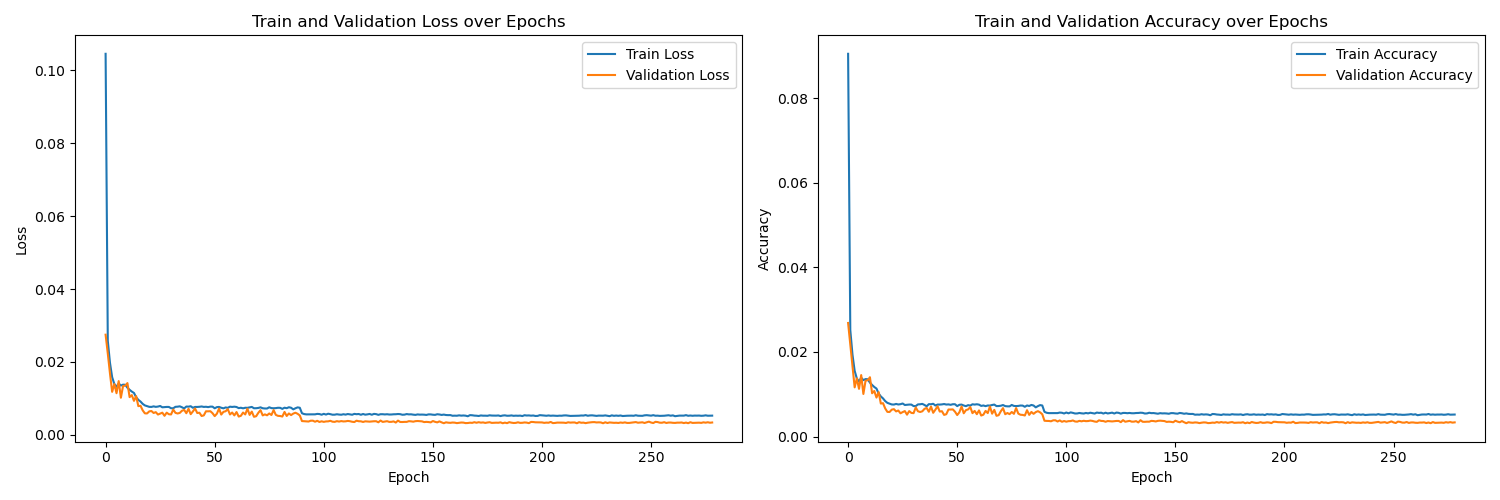 Train and Validation Loss over Epochs
Train Loss
Validation Loss
0.10
0.08
0.06
0.04
0.02
0.00
Loss
0
50
100
150
200
250
Epoch
Train and Validation Accuracy over Epochs
Train Accuracy
Validation Accuracy
0.08
0.06
0.04
0.02
0.00
Accuracy
0
50
100
150
200
250
Epoch